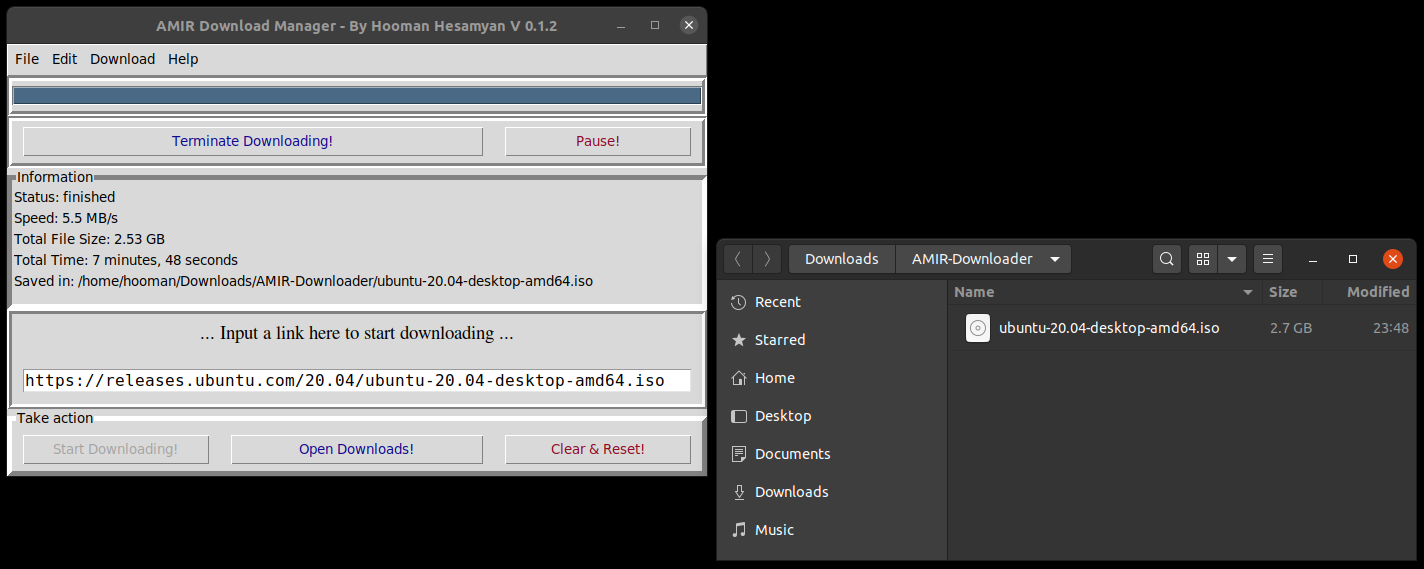 AMIR Download Manager - By Hooman Hesamyan V 0.1.2
File Edit Download Help
Terminate Downloading! Pause!
Information
Status: finished
Speed: 5.5 MB/s
Total File Size: 2.53 GB
Total Time: 7 minutes, 48 seconds
Saved in: /home/hooman/Downloads/AMIR-Downloader/ubuntu-20.04-desktop-amd64.iso
... Input a link here to start downloading ...
https://releases.ubuntu.com/20.04/ubuntu-20.04-desktop-amd64.iso
Take action
Start Downloading! Open Downloads! Clear & Reset!
Downloads AMIR-Downloader
Recent
Starred
Home
Desktop
Documents
Downloads
Music
Name Size Modified
ubuntu-20.04-desktop-amd64.iso 2.7 GB 23:48